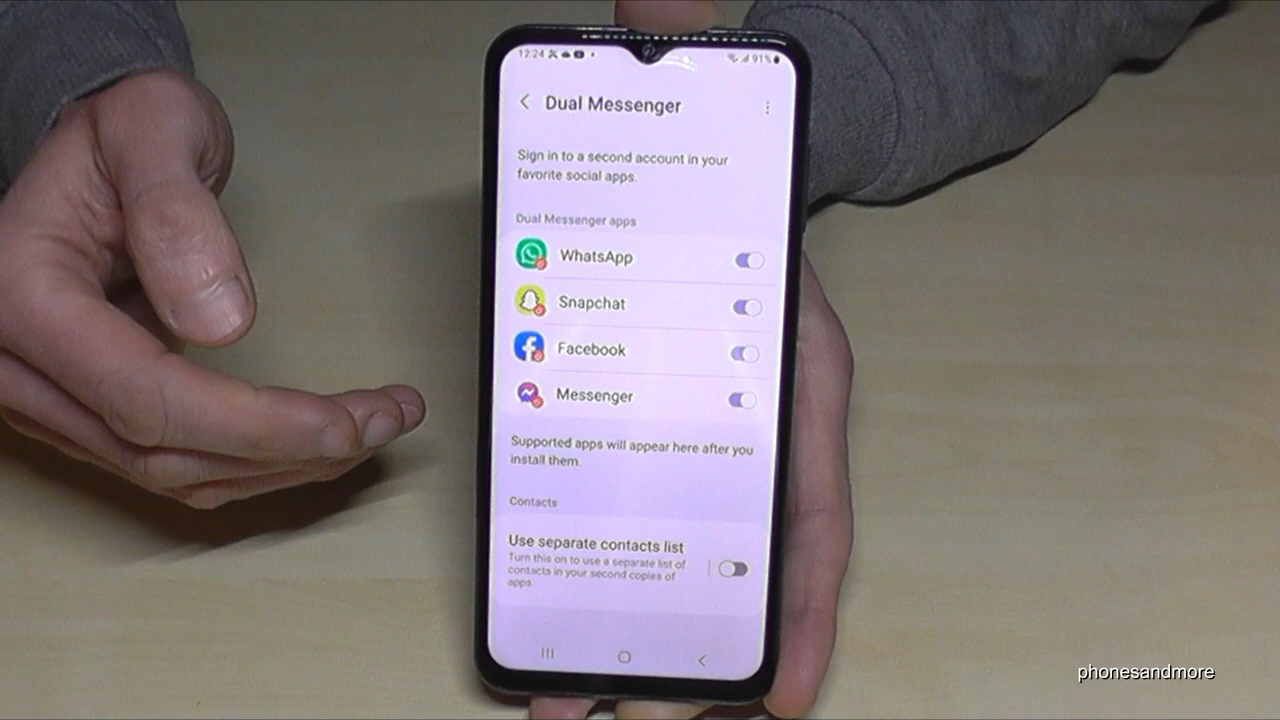 12:24 91%
Dual Messenger
Sign in to a second account in your
favorite social apps.
Dual Messenger apps
WhatsApp
Snapchat
Facebook
Messenger
Supported apps will appear here after you
install them.
Contacts
Use separate contacts list
Turn this on to use a separate list of
contacts in your second copies of
apps.
phonesandmore